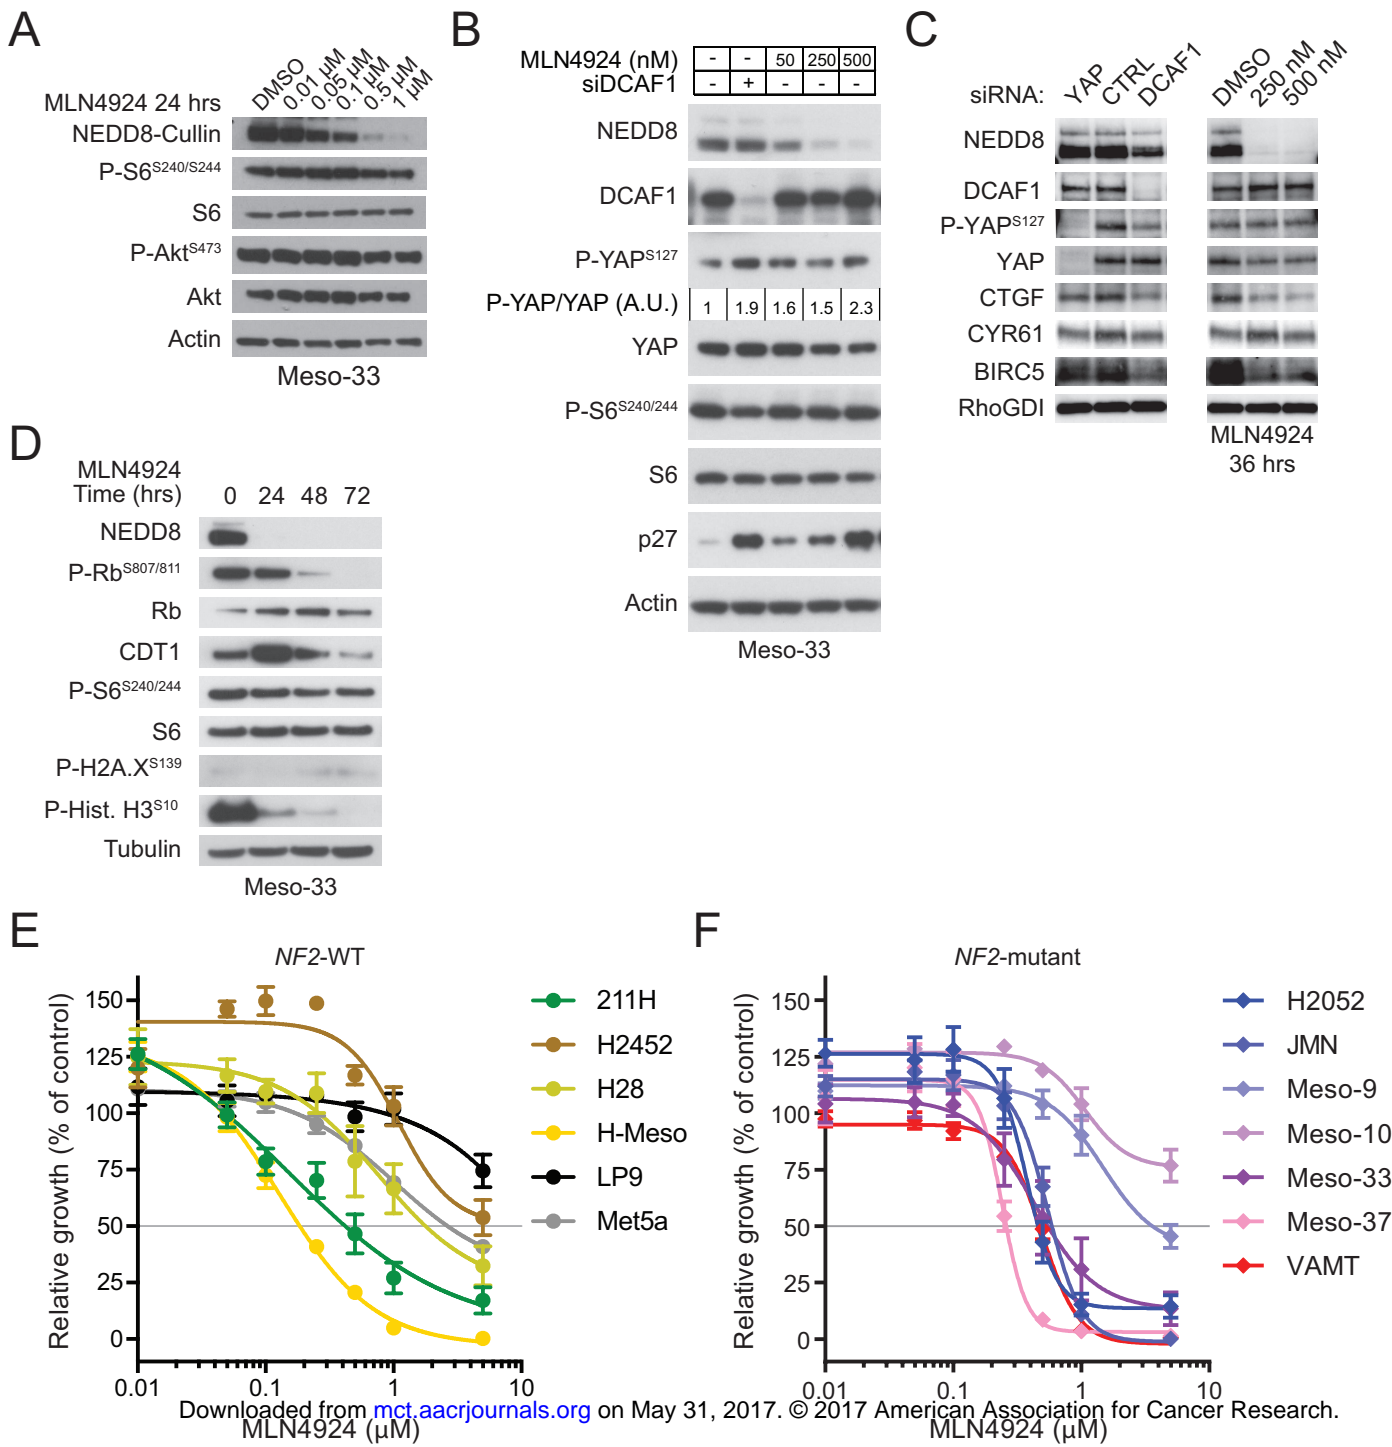 A
MLN4924 24 hrs
DMSO
0.01 µM
0.05 µM
0.1 µM
0.5 µM
1 µM
NEDD8-Cullin
P-S6S240/S244
S6
P-AktS473
Akt
Actin
Meso-33
B
MLN4924 (nM) - - 50 250 500
siDCAF1 - + - - -
NEDD8
DCAF1
P-YAPS127
P-YAP/YAP (A.U.) 1 1.9 1.6 1.5 2.3
YAP
P-S6S240/244
S6
p27
Actin
Meso-33
C
siRNA: YAP CTRL DCAF1 DMSO 250 nM 500 nM
NEDD8
DCAF1
P-YAPS127
YAP
CTGF
CYR61
BIRC5
RhoGDI
MLN4924
36 hrs
D
MLN4924
Time (hrs) 0 24 48 72
NEDD8
P-RbS807/811
Rb
CDT1
P-S6S240/244
S6
P-H2A.XS139
P-Hist. H3S10
Tubulin
Meso-33
E
NF2-WT
Relative growth (% of control)
150
125
100
75
50
25
0
0.01 0.1 1 10
MLN4924 (µM)
211H
H2452
H28
H-Meso
LP9
Met5a
F
NF2-mutant
Relative growth (% of control)
150
125
100
75
50
25
0
0.01 0.1 1 10
MLN4924 (µM)
H2052
JMN
Meso-9
Meso-10
Meso-33
Meso-37
VAMT
Downloaded from mct.aacrjournals.org on May 31, 2017. © 2017 American Association for Cancer Research.